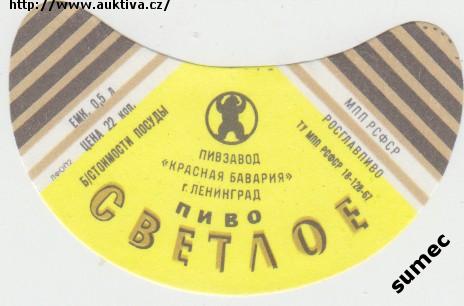 http://www.auktiva.cz/
ЕМК. 0,5 л
ЦЕНА 22 коп.
Б/СТОИМОСТИ ПОСУДЫ
ПИВЗАВОД
«КРАСНАЯ БАВАРИЯ»
г. ЛЕНИНГРАД
ПИВО
СВЕТЛОЕ
МПП РСФСР
РОСГЛАВПИВО
ТУ МПП РСФСР 18-128-67
sumec